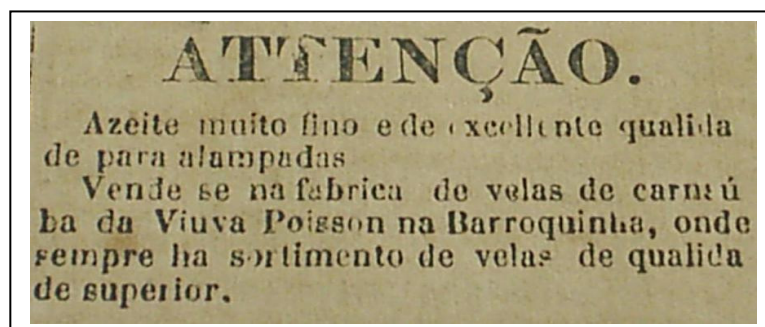 ATTENÇÃO.
Azeite muito fino e de excellente qualida
de para alampadas
Vende se na fabrica de velas de carnaú
ba da Viuva Poisson na Barroquinha, onde
sempre ha sortimento de velas de qualida
de superior.